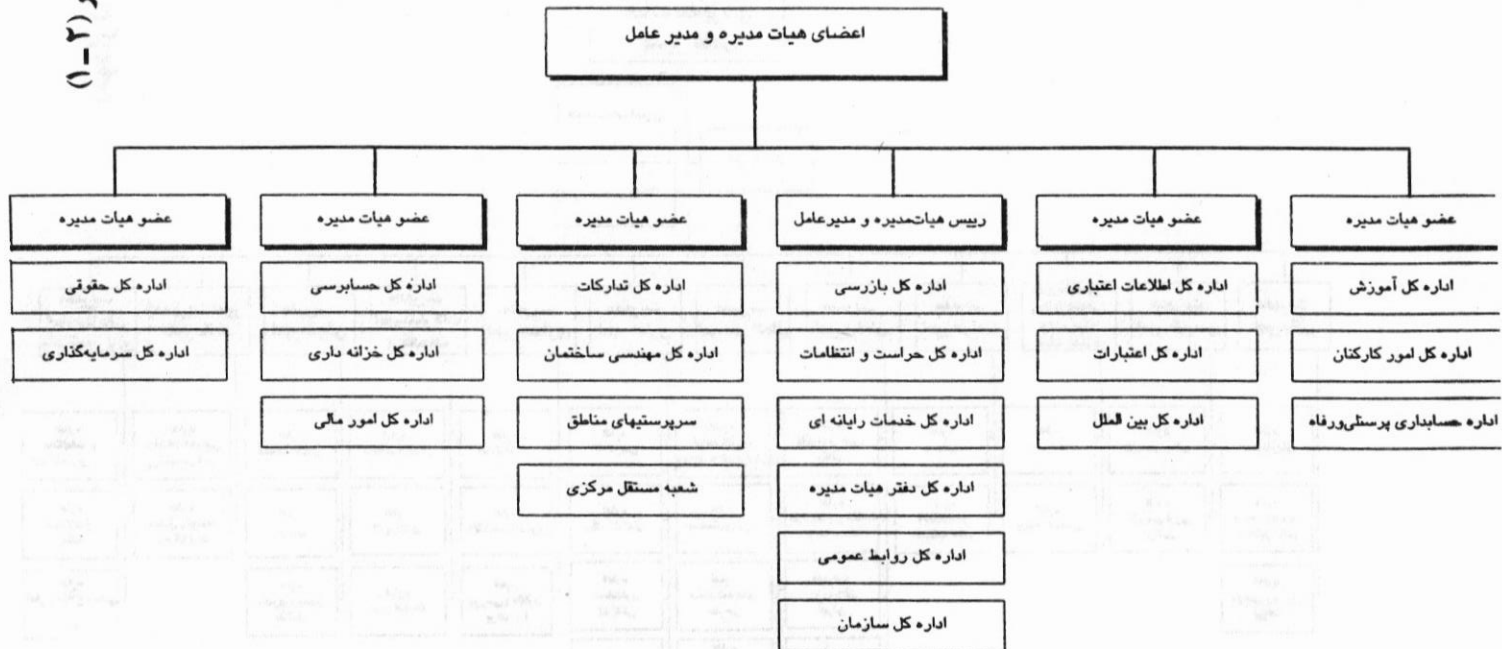 (۱-۲)
اعضای هیات مدیره و مدیر عامل
عضو هیات مدیره
اداره کل آموزش
اداره کل امور کارکنان
اداره حسابداری پرسنلی‌ورفاه
عضو هیات مدیره
اداره کل اطلاعات اعتباری
اداره کل اعتبارات
اداره کل بین الملل
رییس هیات‌مدیره و مدیرعامل
اداره کل بازرسی
اداره کل حراست و انتظامات
اداره کل خدمات رایانه ای
اداره کل دفتر هیات مدیره
اداره کل روابط عمومی
اداره کل سازمان
عضو هیات مدیره
اداره کل تدارکات
اداره کل مهندسی ساختمان
سرپرستیهای مناطق
شعبه مستقل مرکزی
عضو هیات مدیره
اداره کل حسابرسی
اداره کل خزانه داری
اداره کل امور مالی
عضو هیات مدیره
اداره کل حقوقی
اداره کل سرمایه‌گذاری